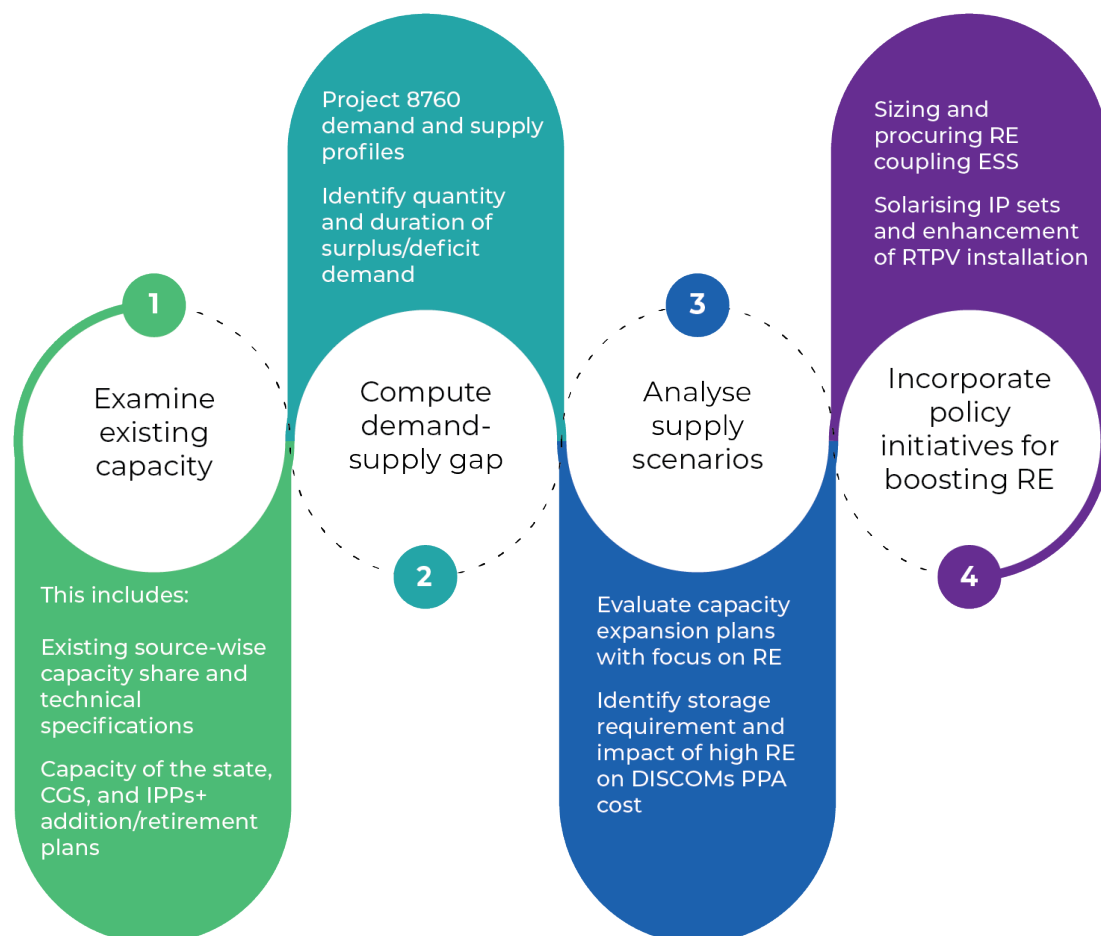 1
Examine
existing
capacity
This includes:
Existing source-wise
capacity share and
technical
specifications
Capacity of the state,
CGS, and IPPs+
addition/retirement
plans
Project 8760
demand and supply
profiles
Identify quantity
and duration of
surplus/deficit
demand
Compute
demand-
supply gap
2
3
Analyse
supply
scenarios
Evaluate capacity
expansion plans
with focus on RE
Identify storage
requirement and
impact of high RE
on DISCOMs PPA
cost
Sizing and
procuring RE
coupling ESS
Solarising IP sets
and enhancement
of RTPV installation
Incorporate
policy
initiatives for
boosting RE
4